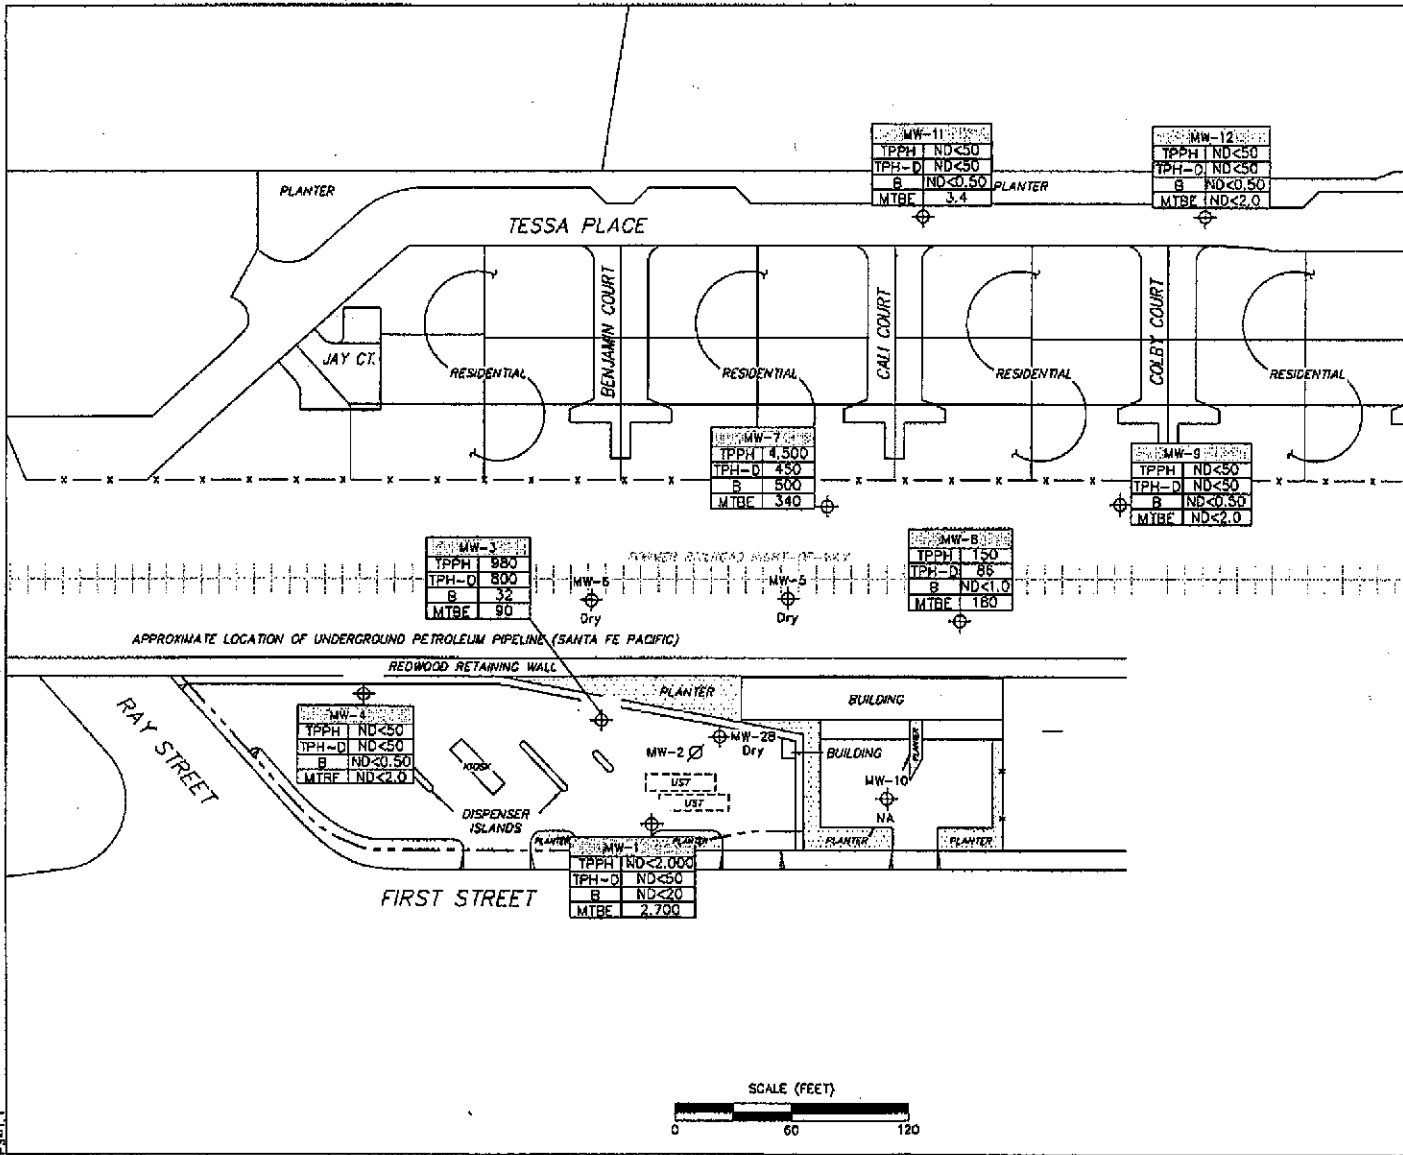 MW-11
TPPH ND<50
TPH-D ND<50
B ND<0.50
MTBE 3.4
MW-12
TPPH ND<50
TPH-D ND<50
B ND<0.50
MTBE ND<2.0
PLANTER
PLANTER
TESSA PLACE
BENJAMIN COURT
CALI COURT
COLBY COURT
JAY CT.
RESIDENTIAL
RESIDENTIAL
RESIDENTIAL
RESIDENTIAL
MW-7
TPPH 4,500
TPH-D 450
B 500
MTBE 340
MW-9
TPPH ND<50
TPH-D ND<50
B ND<0.50
MTBE ND<2.0
MW-3
TPPH 980
TPH-D 800
B 32
MTBE 90
FORMER RAILROAD RIGHT-OF-WAY
MW-8
TPPH 150
TPH-D 86
B ND<1.0
MTBE 160
MW-6
Dry
MW-5
Dry
APPROXIMATE LOCATION OF UNDERGROUND PETROLEUM PIPELINE (SANTA FE PACIFIC)
REDWOOD RETAINING WALL
PLANTER
BUILDING
RAY STREET
MW-4
TPPH ND<50
TPH-D ND<50
B ND<0.50
MTBE ND<2.0
KIOSK
MW-2
MW-2B
Dry
BUILDING
PLANTER
UST
UST
MW-10
NA
DISPENSER
ISLANDS
PLANTER
PLANTER
PLANTER
PLANTER
MW-1
TPPH ND<2,000
TPH-D ND<50
B ND<20
MTBE 2,700
FIRST STREET
SCALE (FEET)
0 60 120